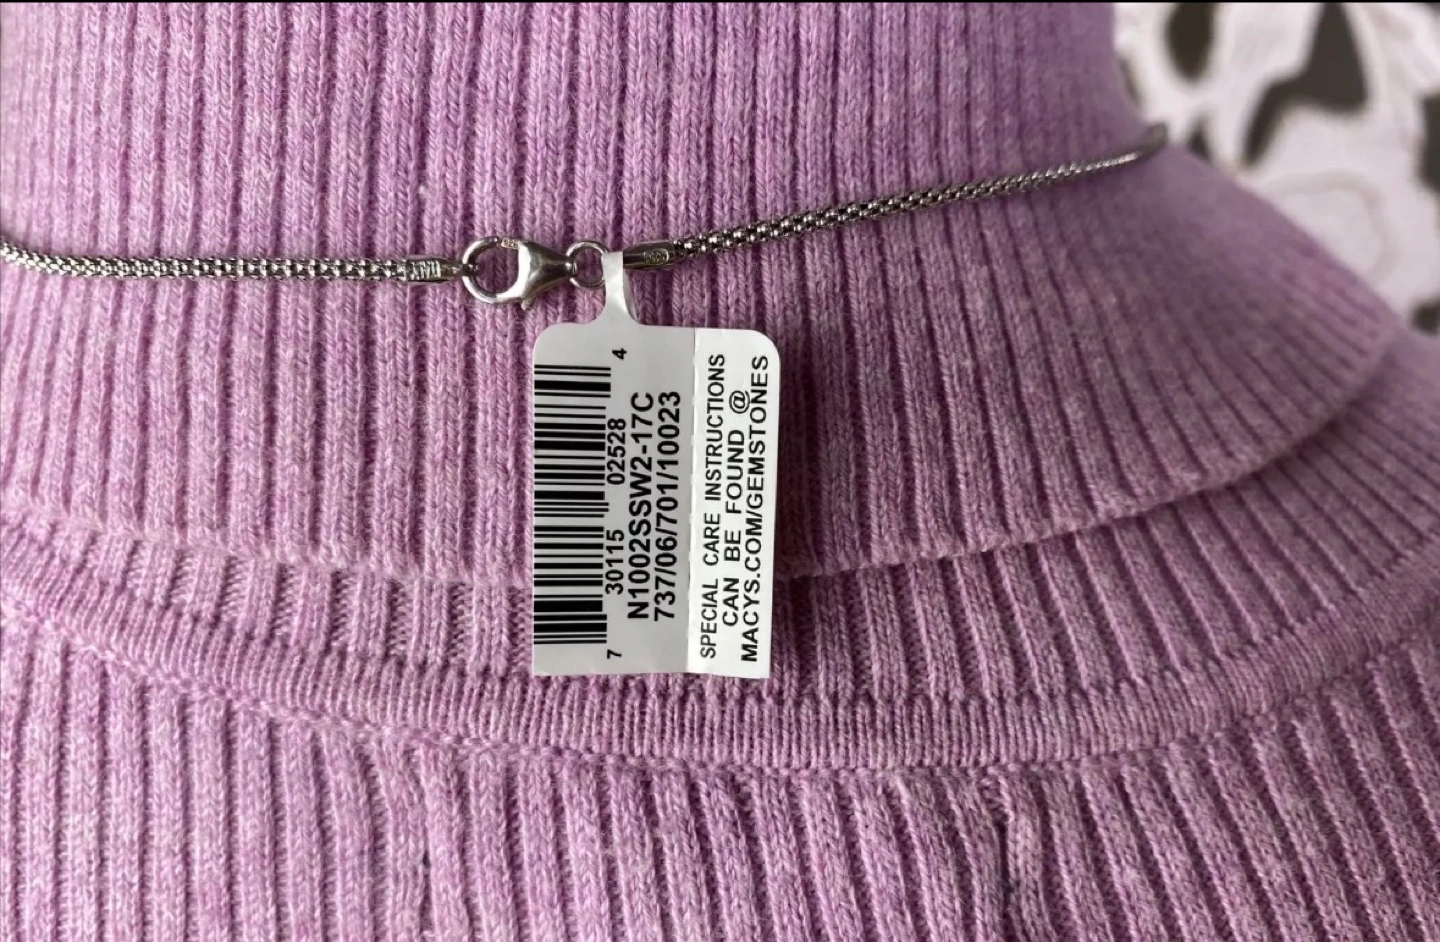 925
7 30115 02528 4
N1002SSW2-17C
737/06/701/10023
SPECIAL CARE INSTRUCTIONS
CAN BE FOUND @
MACYS.COM/GEMSTONES